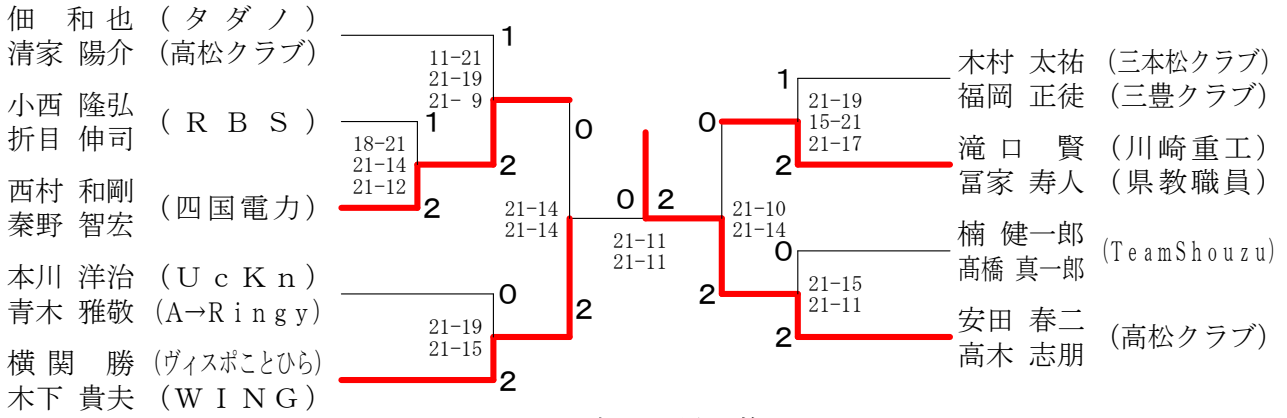 佃 和也 (タダノ)
清家 陽介 (高松クラブ)
小西 隆弘
折目 伸司
(RBS)
西村 和剛
秦野 智宏
(四国電力)
本川 洋治 (UcKn)
青木 雅敬 (A→Ringy)
横関 勝 (ヴィスポことひら)
木下 貴夫 (WING)
1
11-21
21-19
21- 9
2
1
18-21
21-14
21-12
2
0
21-14
21-14
2
0
21-19
21-15
2
0 2
21-11
21-11
0
21-10
21-14
2
1
21-19
15-21
21-17
2
0
21-15
21-11
2
木村 太祐 (三本松クラブ)
福岡 正徒 (三豊クラブ)
滝口 賢 (川崎重工)
冨家 寿人 (県教職員)
楠 健一郎
髙橋 真一郎
(TeamShouzu)
安田 春二
高木 志朋
(高松クラブ)